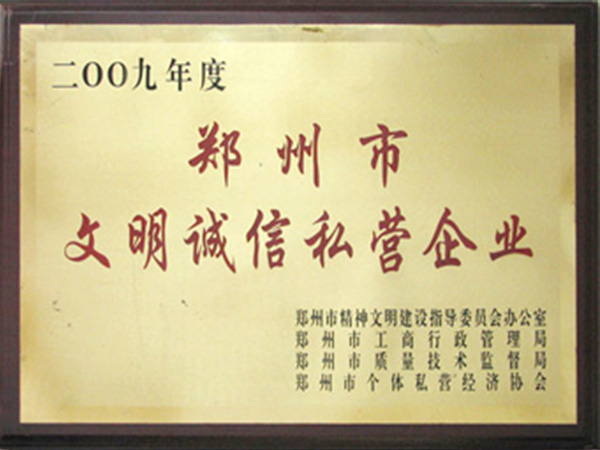 二〇〇九年度
郑州市
文明诚信私营企业
郑州市精神文明建设指导委员会办公室
郑州市工商行政管理局
郑州市质量技术监督局
郑州市个体私营经济协会